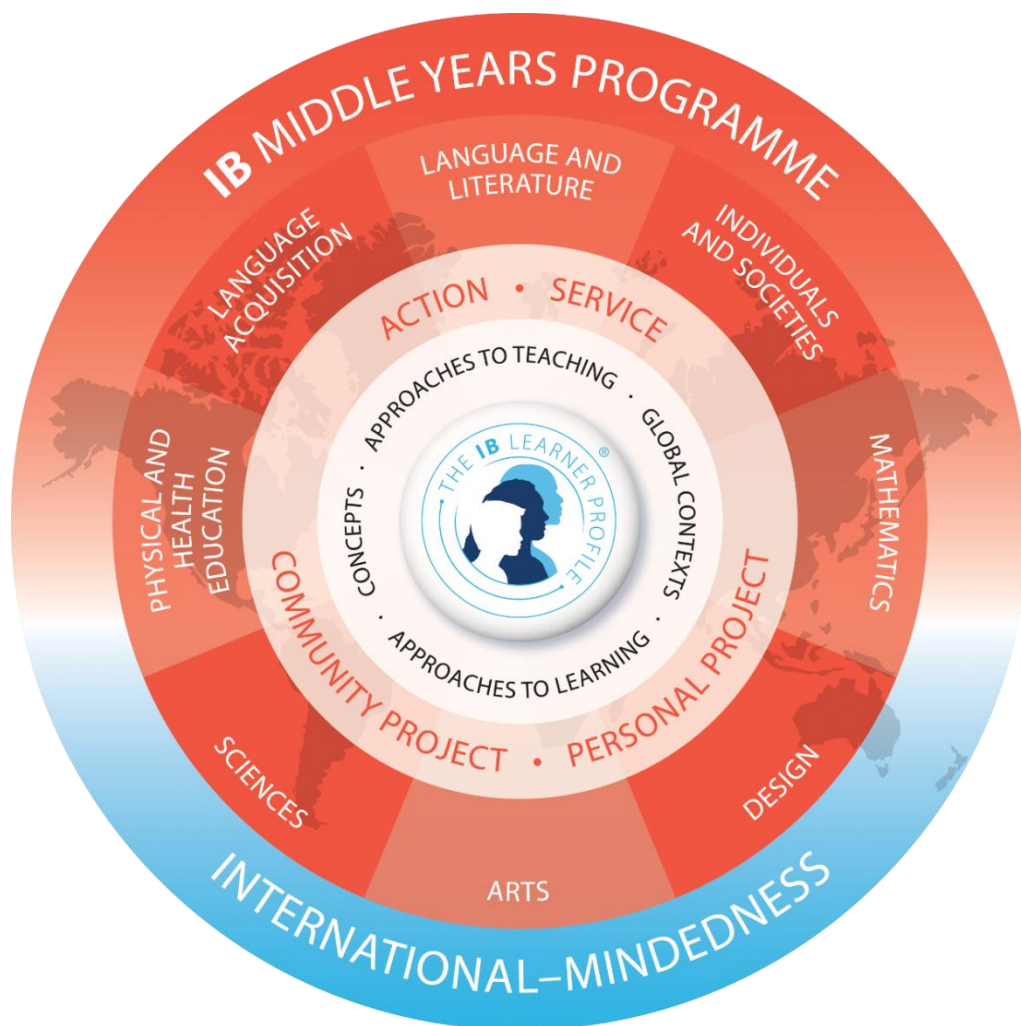 IB MIDDLE YEARS PROGRAMME
LANGUAGE AND
LITERATURE
INDIVIDUALS
AND SOCIETIES
MATHEMATICS
DESIGN
ARTS
SCIENCES
PHYSICAL AND
HEALTH
EDUCATION
LANGUAGE
ACQUISITION
ACTION • SERVICE
PERSONAL PROJECT • COMMUNITY PROJECT
APPROACHES TO TEACHING · GLOBAL CONTEXTS · APPROACHES TO LEARNING · CONCEPTS ·
THE IB LEARNER PROFILE ®
INTERNATIONAL–MINDEDNESS